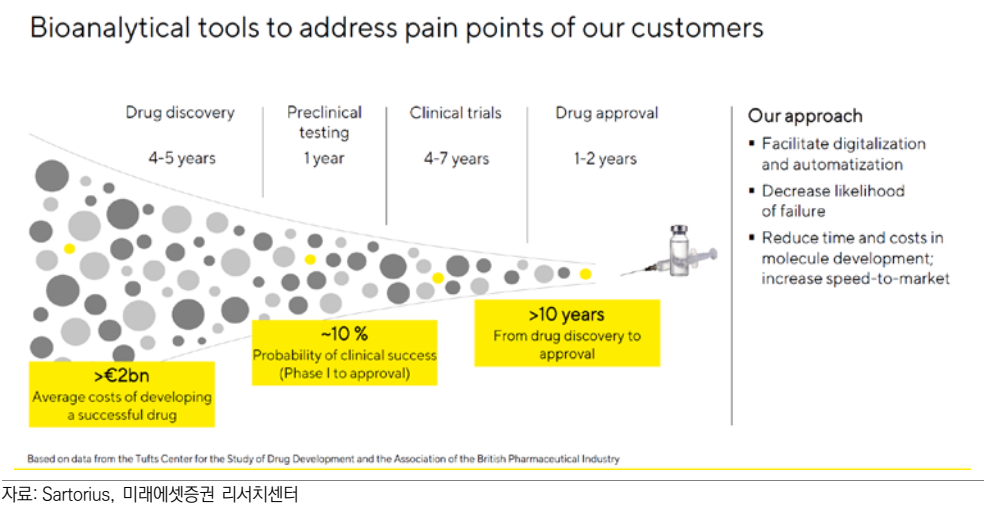 Bioanalytical tools to address pain points of our customers
Drug discovery
4-5 years
Preclinical
testing
1 year
Clinical trials
4-7 years
Drug approval
1-2 years
>€2bn
Average costs of developing
a successful drug
~10 %
Probability of clinical success
(Phase I to approval)
>10 years
From drug discovery to
approval
Our approach
▪ Facilitate digitalization
and automatization
▪ Decrease likelihood
of failure
▪ Reduce time and costs in
molecule development;
increase speed-to-market
Based on data from the Tufts Center for the Study of Drug Development and the Association of the British Pharmaceutical Industry
자료: Sartorius, 미래에셋증권 리서치센터